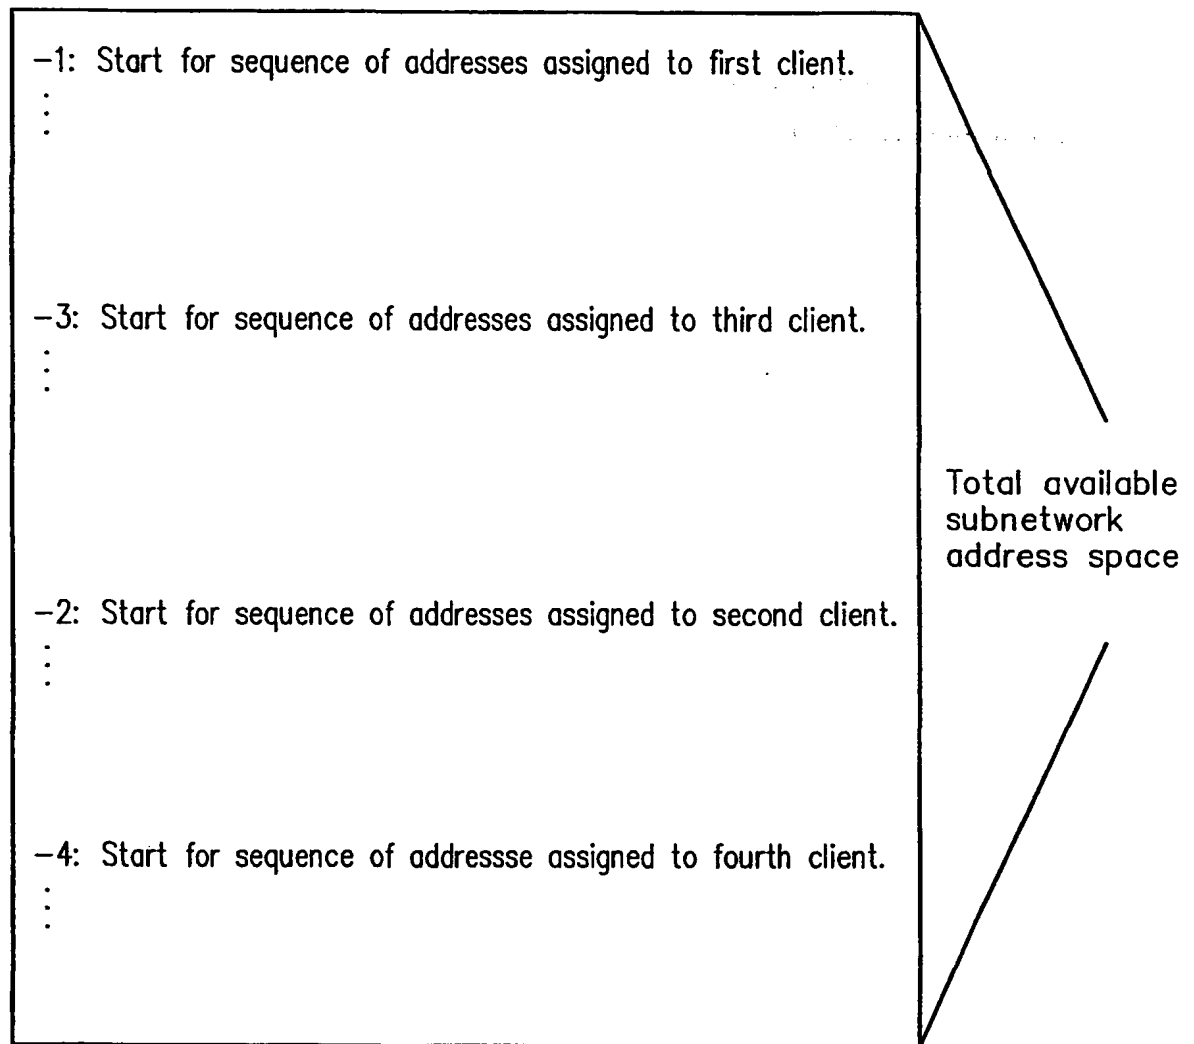 –1: Start for sequence of addresses assigned to first client.
–3: Start for sequence of addresses assigned to third client.
Total available
subnetwork
address space
–2: Start for sequence of addresses assigned to second client.
–4: Start for sequence of addressse assigned to fourth client.